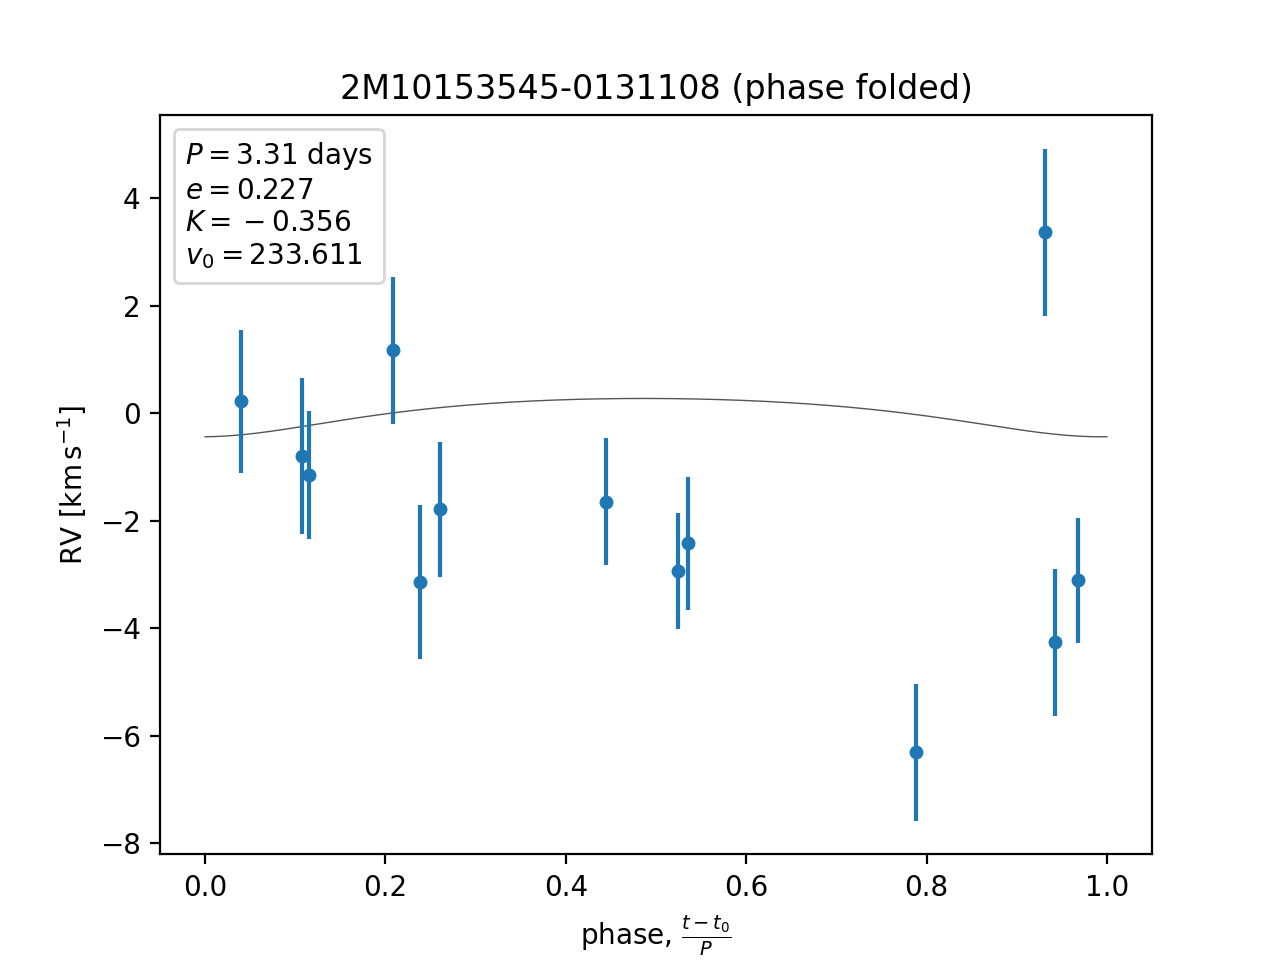 2M10153545-0131108 (phase folded)
P = 3.31 days
e = 0.227
K = −0.356
v₀ = 233.611
4
2
0
−2
−4
−6
−8
RV [km s⁻¹]
0.0 0.2 0.4 0.6 0.8 1.0
phase, (t − t₀)/P